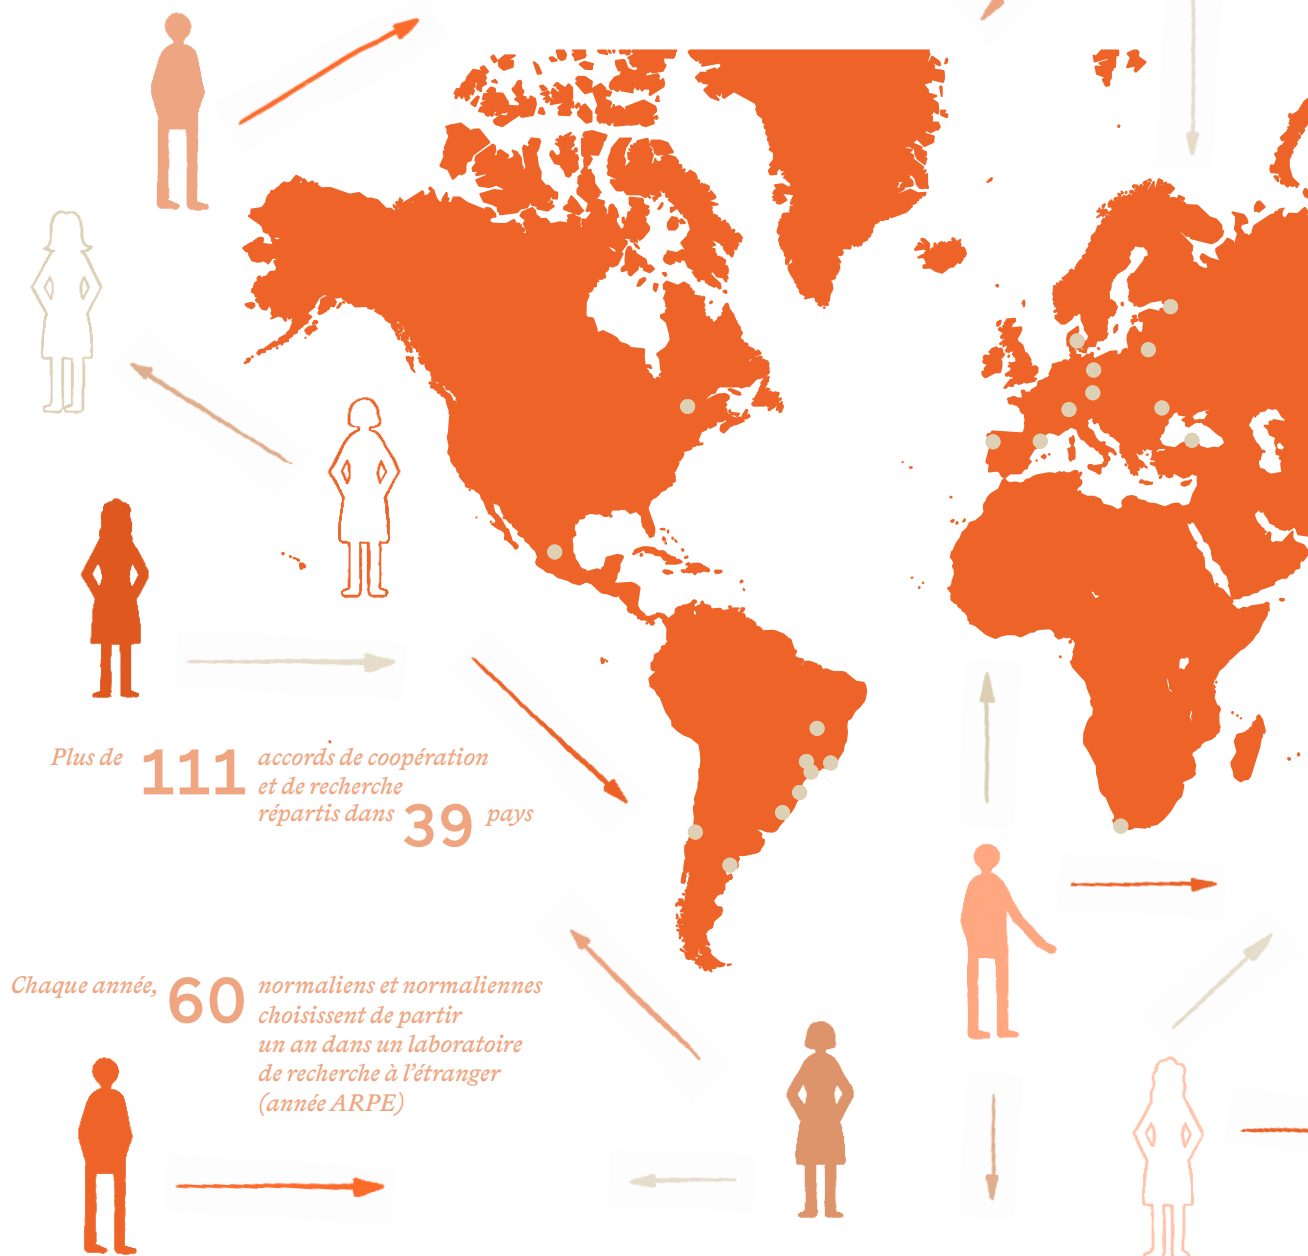 Plus de 111 accords de coopération
et de recherche
répartis dans 39 pays
Chaque année, 60 normaliens et normaliennes
choisissent de partir
un an dans un laboratoire
de recherche à l’étranger
(année ARPE)